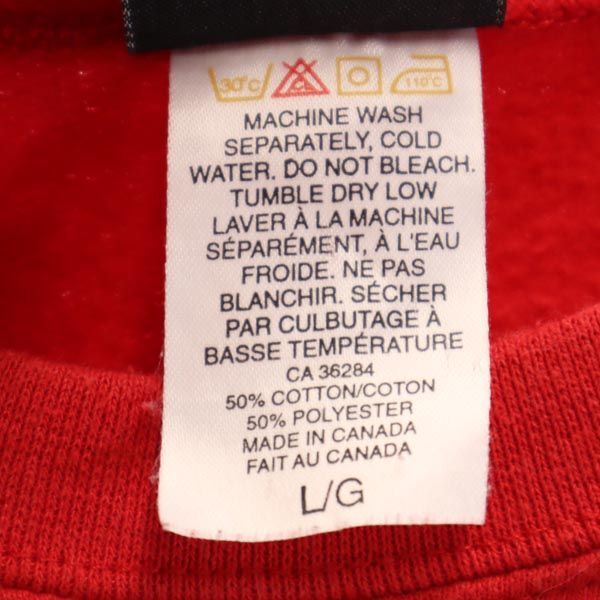 30°C CL 110°C
MACHINE WASH
SEPARATELY, COLD
WATER. DO NOT BLEACH.
TUMBLE DRY LOW
LAVER À LA MACHINE
SÉPARÉMENT, À L'EAU
FROIDE. NE PAS
BLANCHIR. SÉCHER
PAR CULBUTAGE À
BASSE TEMPÉRATURE
CA 36284
50% COTTON/COTON
50% POLYESTER
MADE IN CANADA
FAIT AU CANADA
L/G